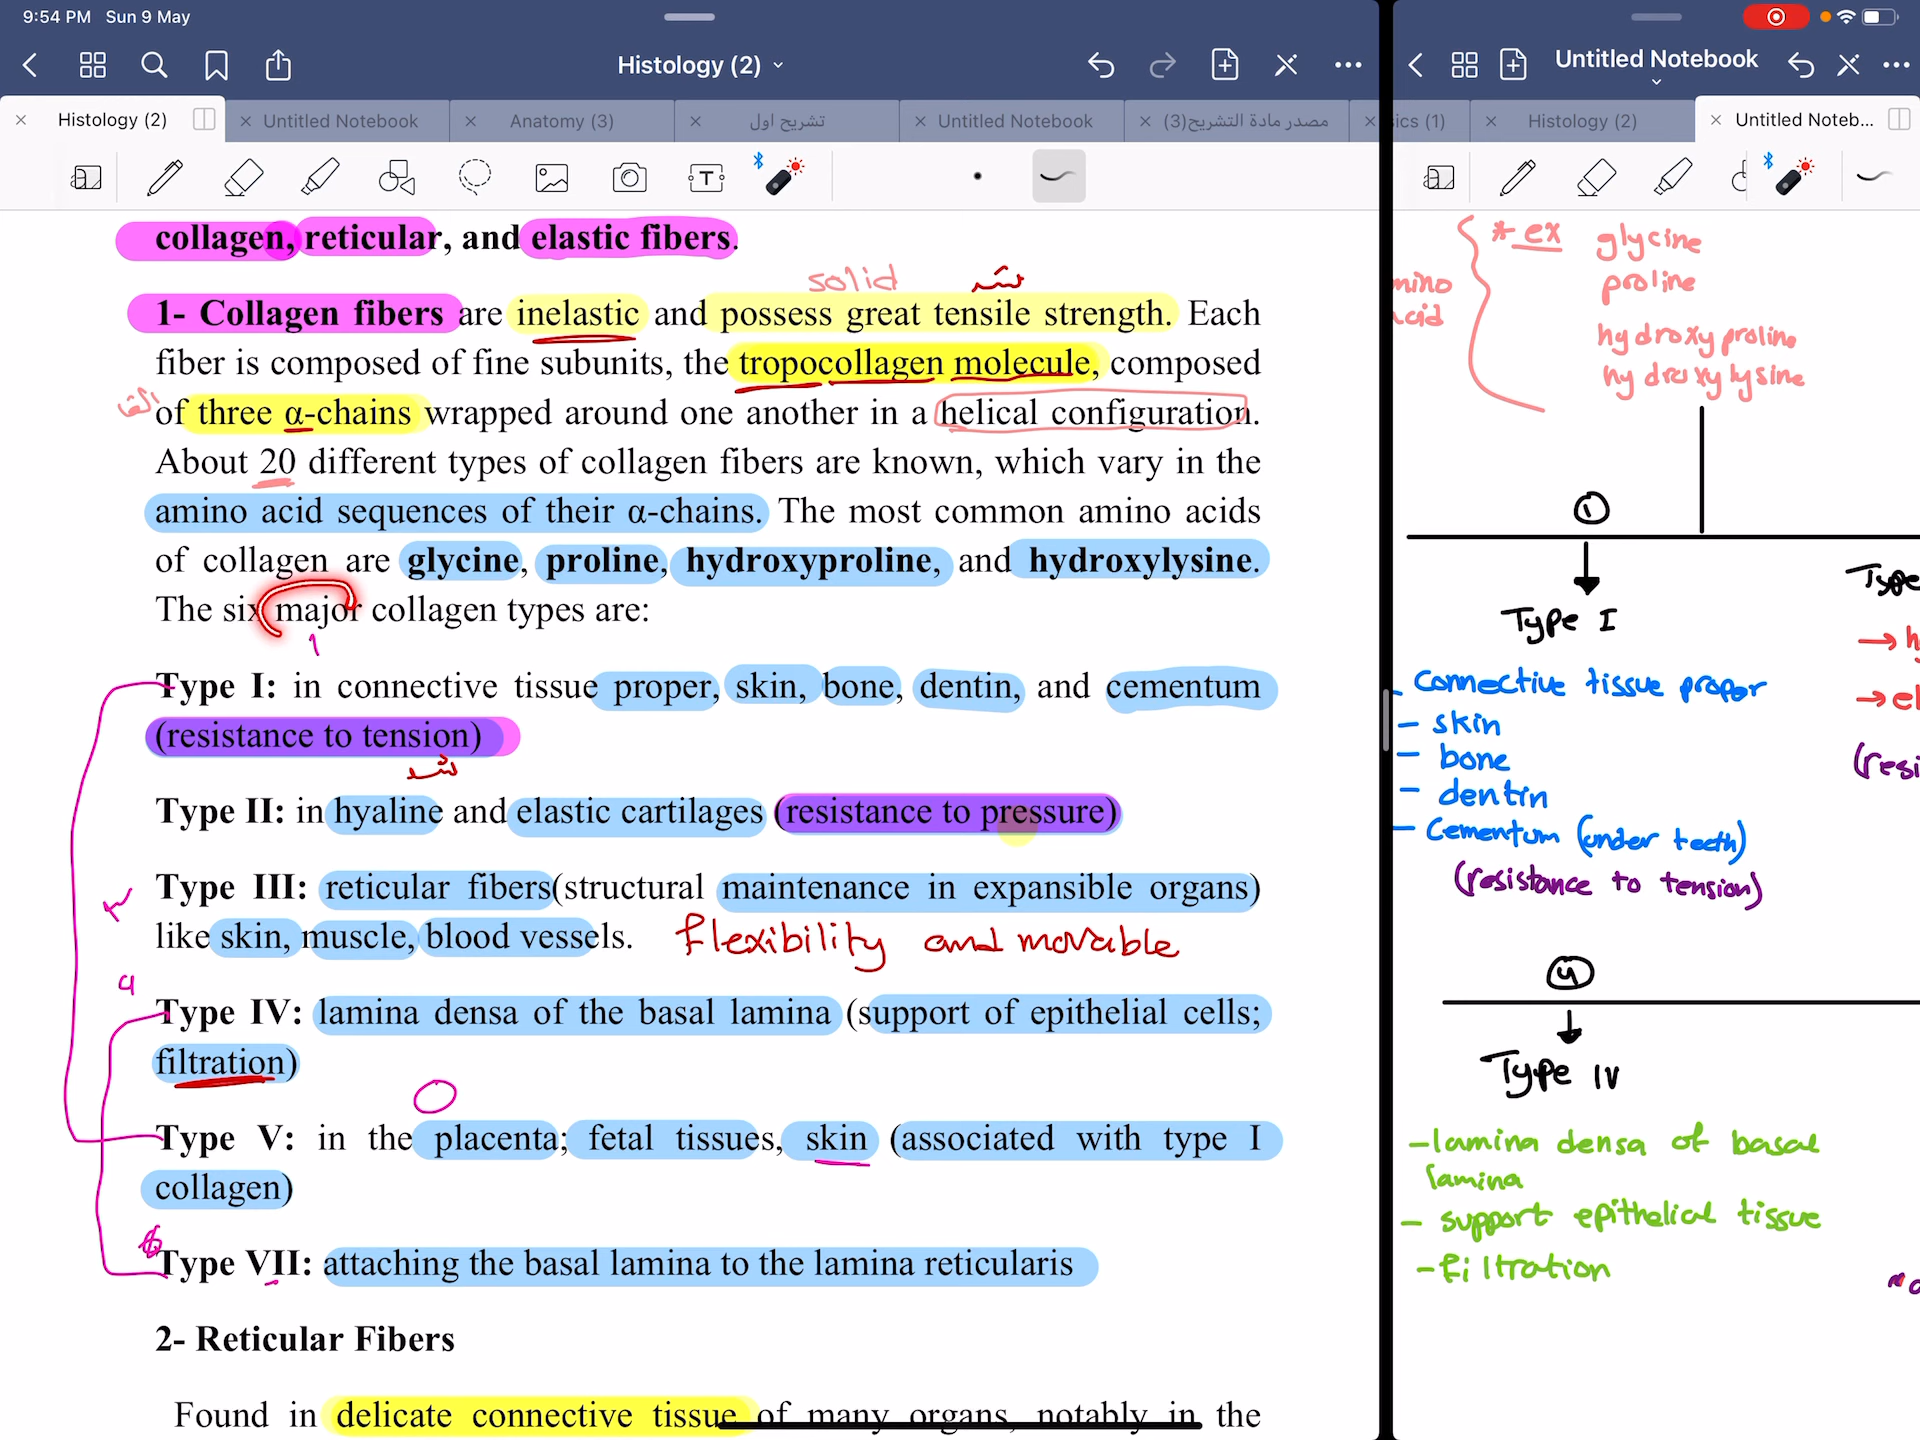 9:54 PM Sun 9 May
Histology (2)
Untitled Notebook
Histology (2)
Untitled Notebook
Anatomy (3)
تشريح اول
Untitled Notebook
مصدر مادة التشريح(3)
ics (1)
Histology (2)
Untitled Noteb...
collagen, reticular, and elastic fibers.
solid
1- Collagen fibers are inelastic and possess great tensile strength. Each
fiber is composed of fine subunits, the tropocollagen molecule, composed
of three α-chains wrapped around one another in a helical configuration.
About 20 different types of collagen fibers are known, which vary in the
amino acid sequences of their α-chains. The most common amino acids
of collagen are glycine, proline, hydroxyproline, and hydroxylysine.
The six major collagen types are:
Type I: in connective tissue proper, skin, bone, dentin, and cementum
(resistance to tension)
Type II: in hyaline and elastic cartilages (resistance to pressure)
Type III: reticular fibers(structural maintenance in expansible organs)
like skin, muscle, blood vessels.
flexibility and movable
Type IV: lamina densa of the basal lamina (support of epithelial cells;
filtration)
Type V: in the placenta; fetal tissues, skin (associated with type I
collagen)
Type VII: attaching the basal lamina to the lamina reticularis
2- Reticular Fibers
Found in delicate connective tissue of many organs, notably in the
* ex glycine
proline
hydroxyproline
hydroxylysine
mino
acid
1
Type I
Connective tissue proper
- skin
- bone
- dentin
- Cementum (under teeth)
(resistance to tension)
Type
→ h
→ el
(resi
4
Type IV
- lamina densa of basal
lamina
- support epithelial tissue
- filtration